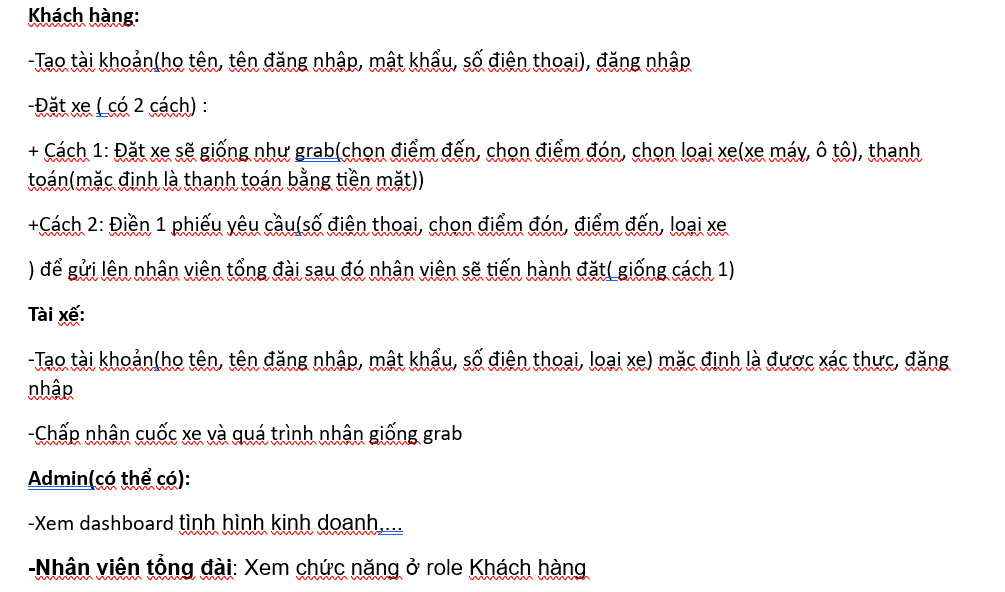 Khách hàng:
-Tạo tài khoản(họ tên, tên đăng nhập, mật khẩu, số điện thoại), đăng nhập
-Đặt xe ( có 2 cách) :
+ Cách 1: Đặt xe sẽ giống như grab(chọn điểm đến, chọn điểm đón, chọn loại xe(xe máy, ô tô), thanh
toán(mặc định là thanh toán bằng tiền mặt))
+Cách 2: Điền 1 phiếu yêu cầu(số điện thoại, chọn điểm đón, điểm đến, loại xe
) để gửi lên nhân viên tổng đài sau đó nhân viên sẽ tiến hành đặt( giống cách 1)
Tài xế:
-Tạo tài khoản(họ tên, tên đăng nhập, mật khẩu, số điện thoại, loại xe) mặc định là được xác thực, đăng
nhập
-Chấp nhận cuốc xe và quá trình nhận giống grab
Admin(có thể có):
-Xem dashboard tình hình kinh doanh,...
-Nhân viên tổng đài: Xem chức năng ở role Khách hàng